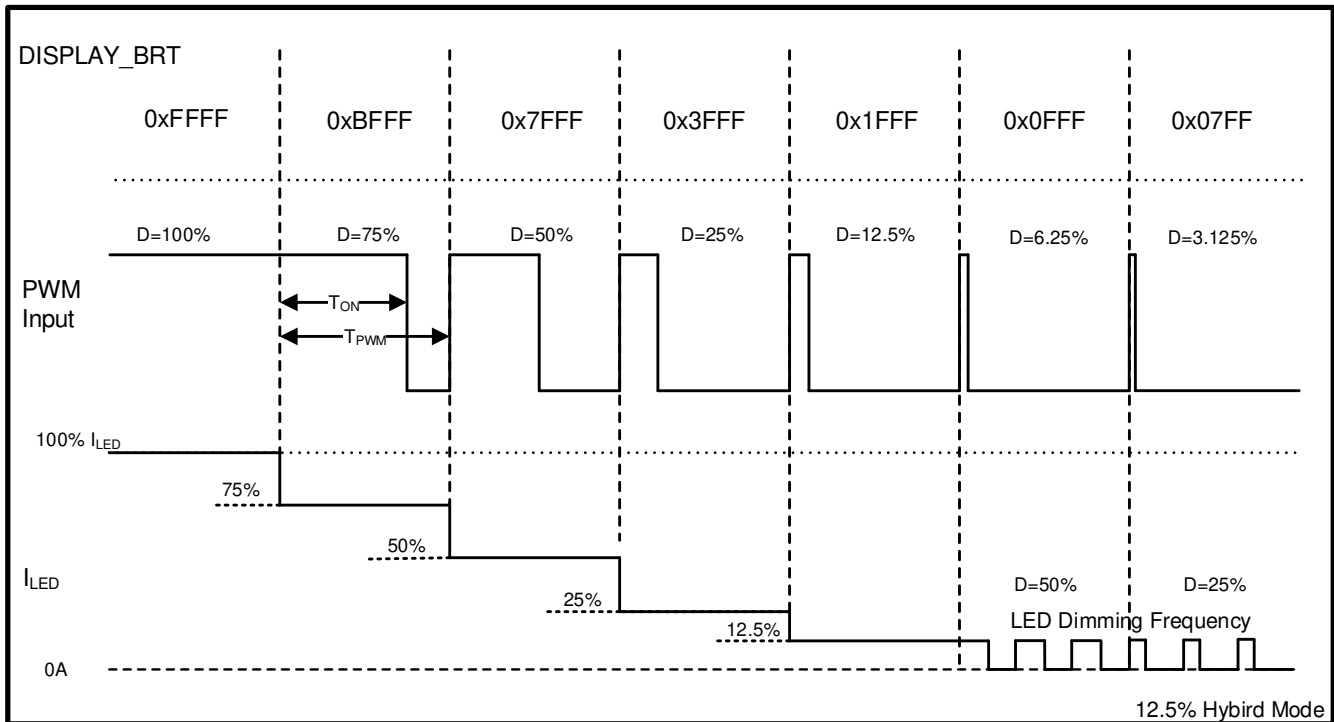 DISPLAY_BRT
0xFFFF 0xBFFF 0x7FFF 0x3FFF 0x1FFF 0x0FFF 0x07FF
D=100% D=75% D=50% D=25% D=12.5% D=6.25% D=3.125%
PWM
Input
TON
TPWM
100% ILED
75%
50%
ILED
25%
12.5%
D=50% D=25%
LED Dimming Frequency
0A
12.5% Hybird Mode